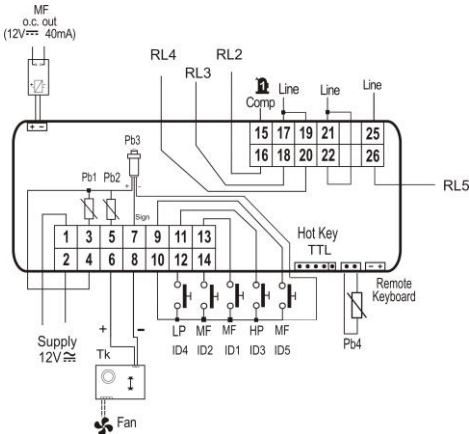 MF
o.c. out
(12V⎓ 40mA)
RL4
RL3
RL2
1
Comp
Line
Line
Line
+ -
15 17 19 21 25
16 18 20 22 26
RL5
Pb3
Pb1 Pb2
+ -
Sign
1 3 5 7 9 11 13
2 4 6 8 10 12 14
Hot Key
TTL
- +
Remote
Keyboard
Pb4
Supply
12V≂
+ -
LP MF MF HP MF
ID4 ID2 ID1 ID3 ID5
Tk
Fan